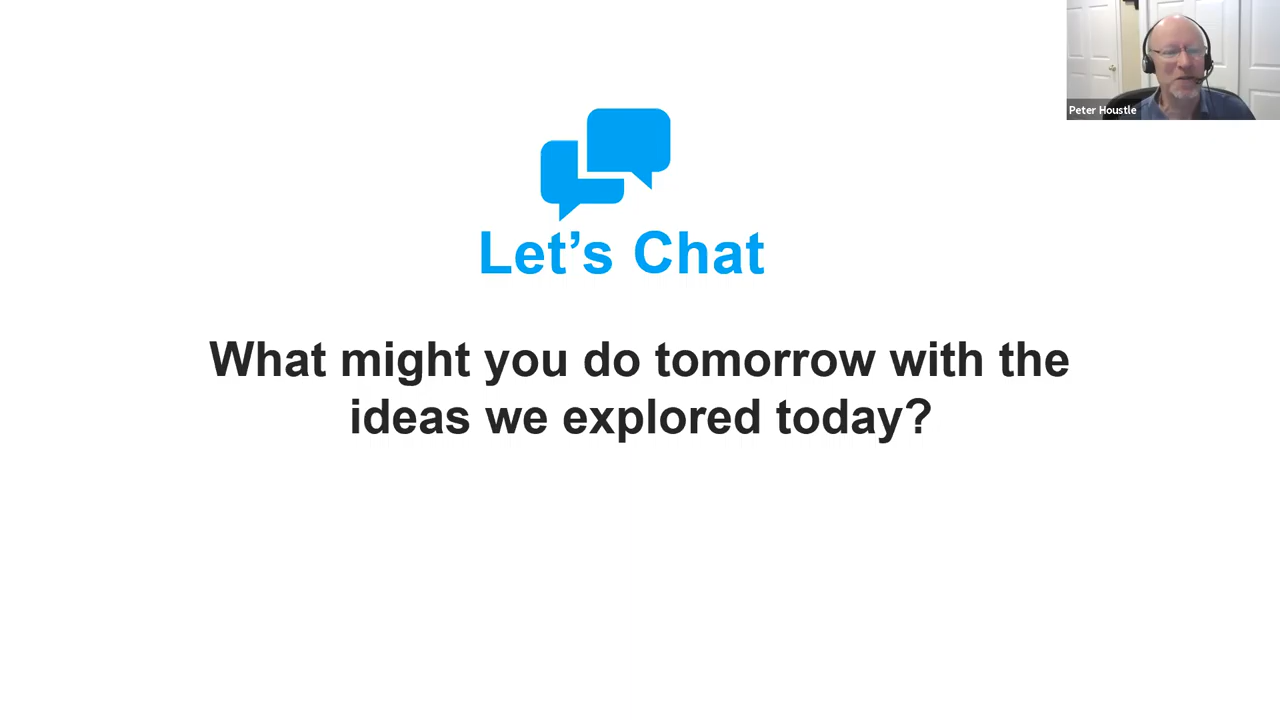 Peter Houstle
Let’s Chat
What might you do tomorrow with the
ideas we explored today?